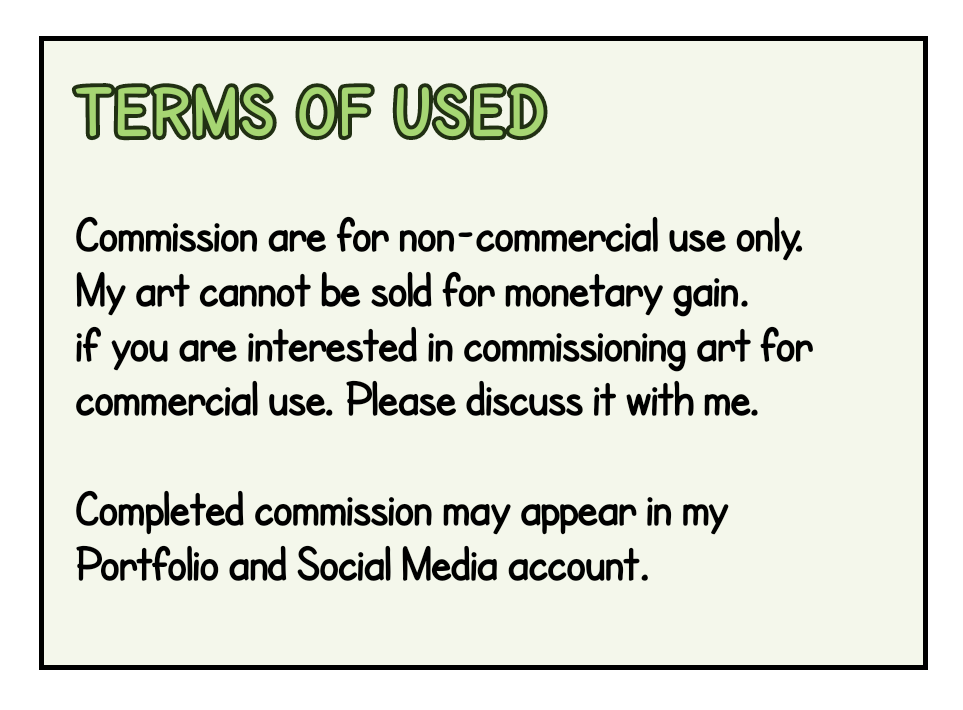 TERMS OF USED
Commission are for non-commercial use only.
My art cannot be sold for monetary gain.
if you are interested in commissioning art for
commercial use. Please discuss it with me.
Completed commission may appear in my
Portfolio and Social Media account.